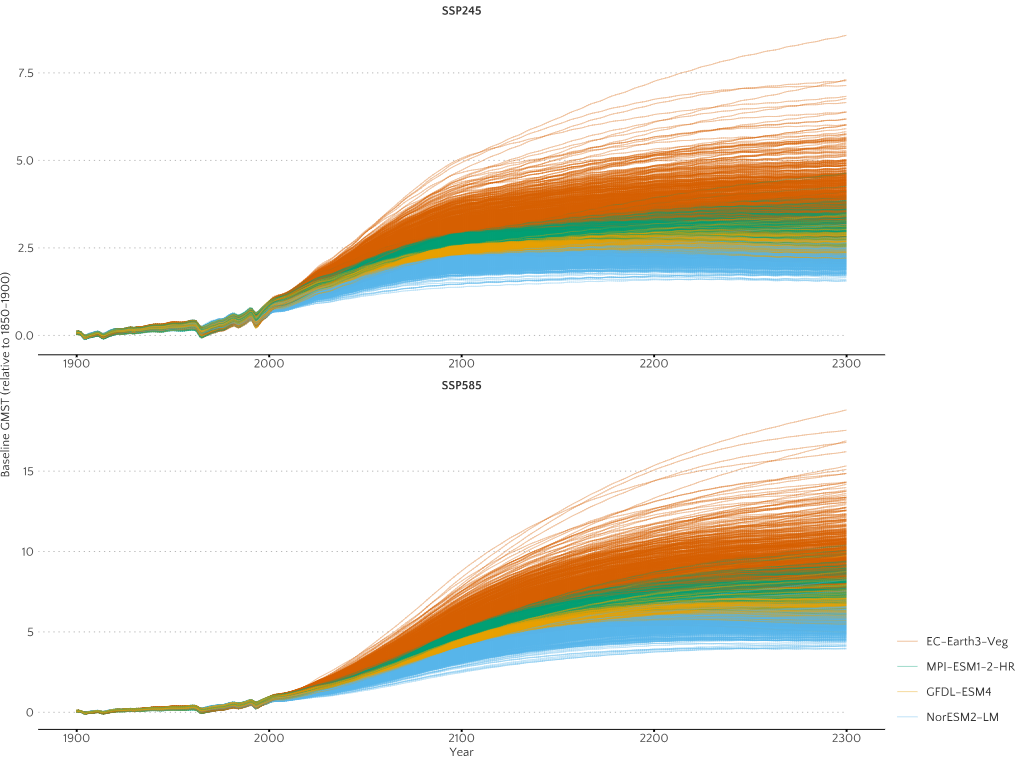 SSP245
7.5
5.0
2.5
0.0
1900 2000 2100 2200 2300
Baseline GMST (relative to 1850–1900)
SSP585
15
10
5
0
1900 2000 2100 2200 2300
Year
EC–Earth3–Veg
MPI–ESM1–2–HR
GFDL–ESM4
NorESM2–LM